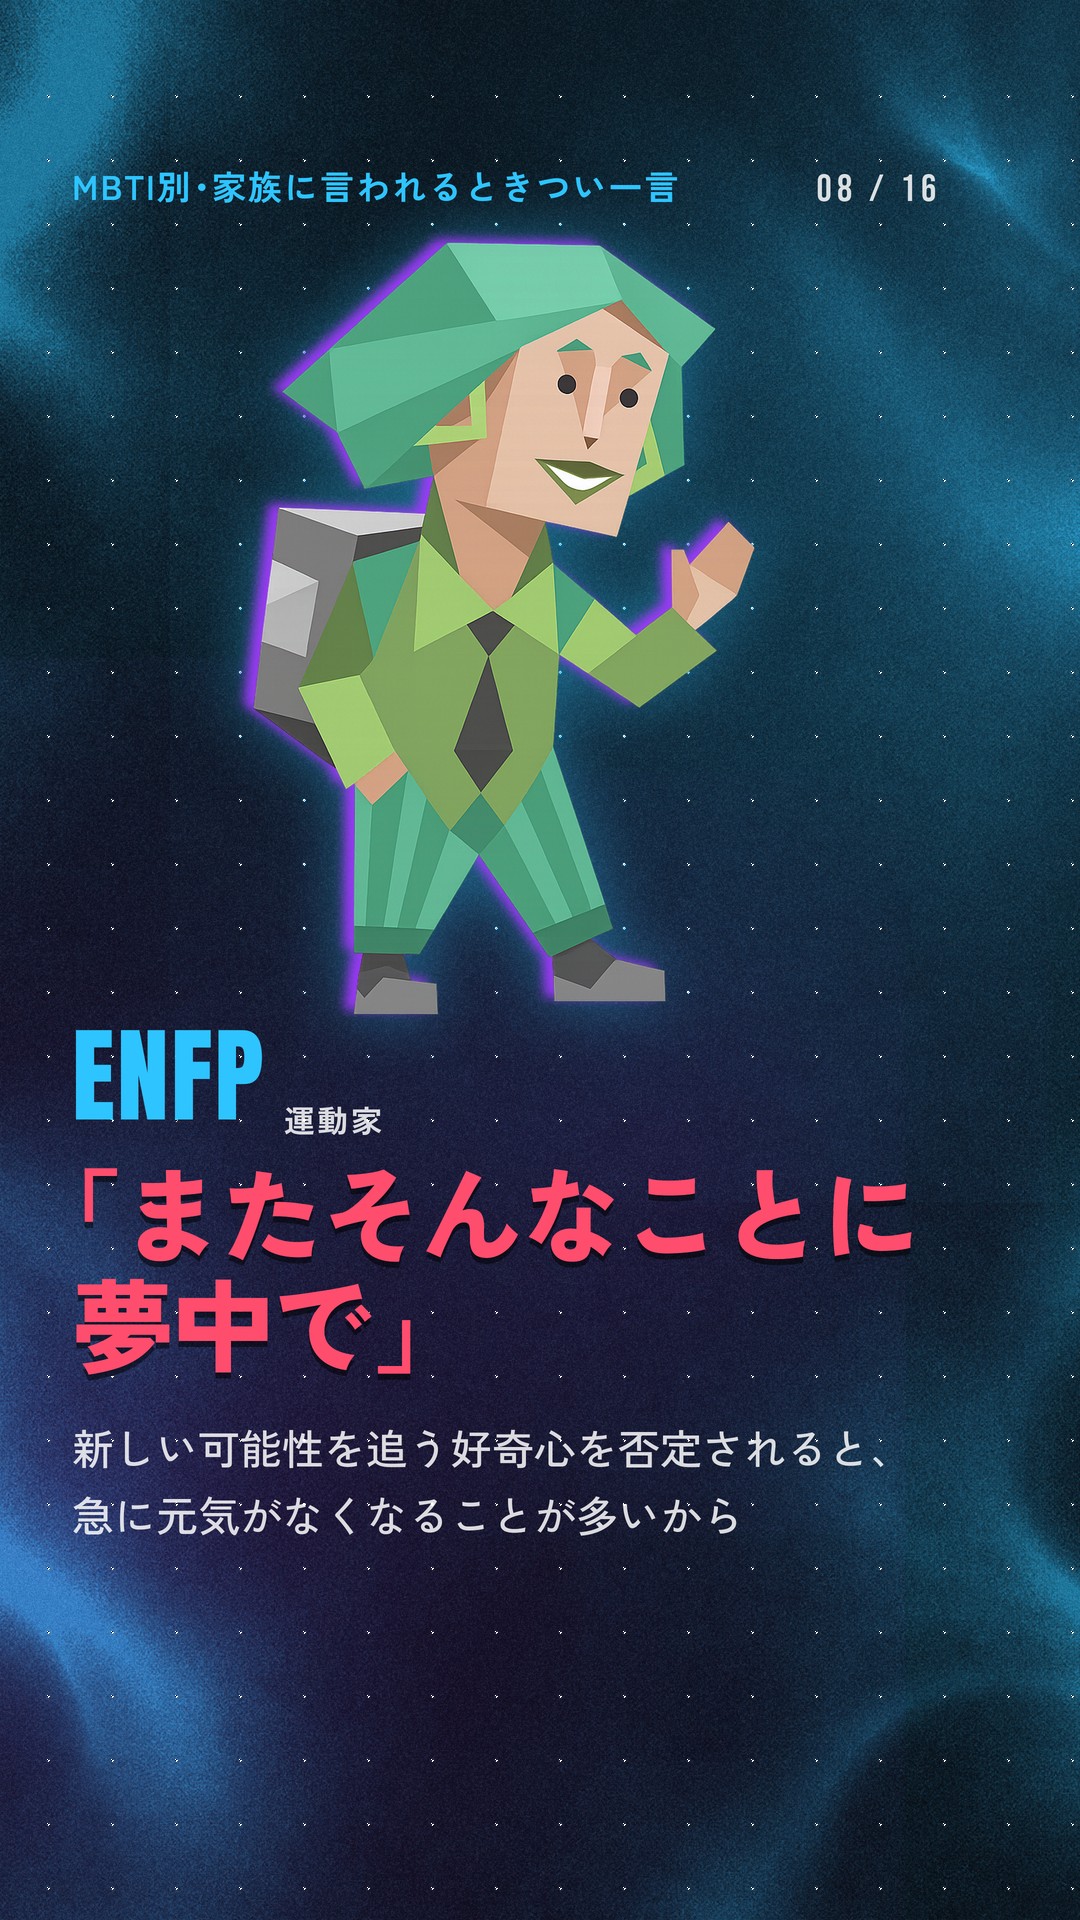 MBTI別・家族に言われるときつい一言
08 / 16
ENFP
運動家
「またそんなことに
夢中で」
新しい可能性を追う好奇心を否定されると、
急に元気がなくなることが多いから